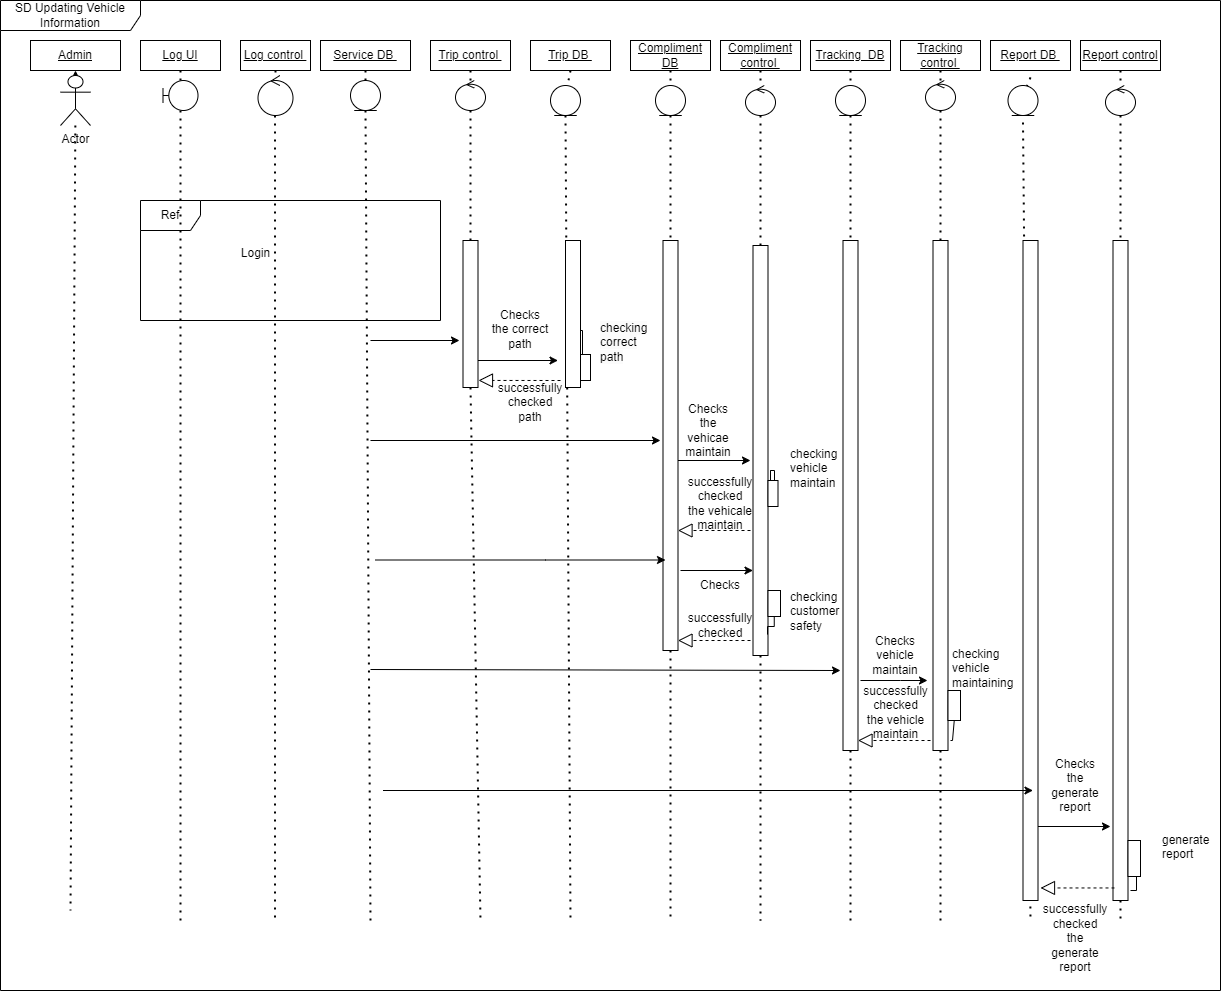 SD Updating Vehicle
Information
Admin
Log UI
Log control
Service DB
Trip control
Trip DB
Compliment
DB
Compliment
control
Tracking_DB
Tracking
control
Report DB
Report control
Actor
Ref
Login
Checks
the correct
path
checking
correct
path
successfully
checked
path
Checks
the
vehicae
maintain
checking
vehicle
maintain
successfully
checked
the vehicale
maintain
Checks
checking
customer
safety
successfully
checked
Checks
vehicle
maintain
checking
vehicle
maintaining
successfully
checked
the vehicle
maintain
Checks
the
generate
report
generate
report
successfully
checked
the
generate
report